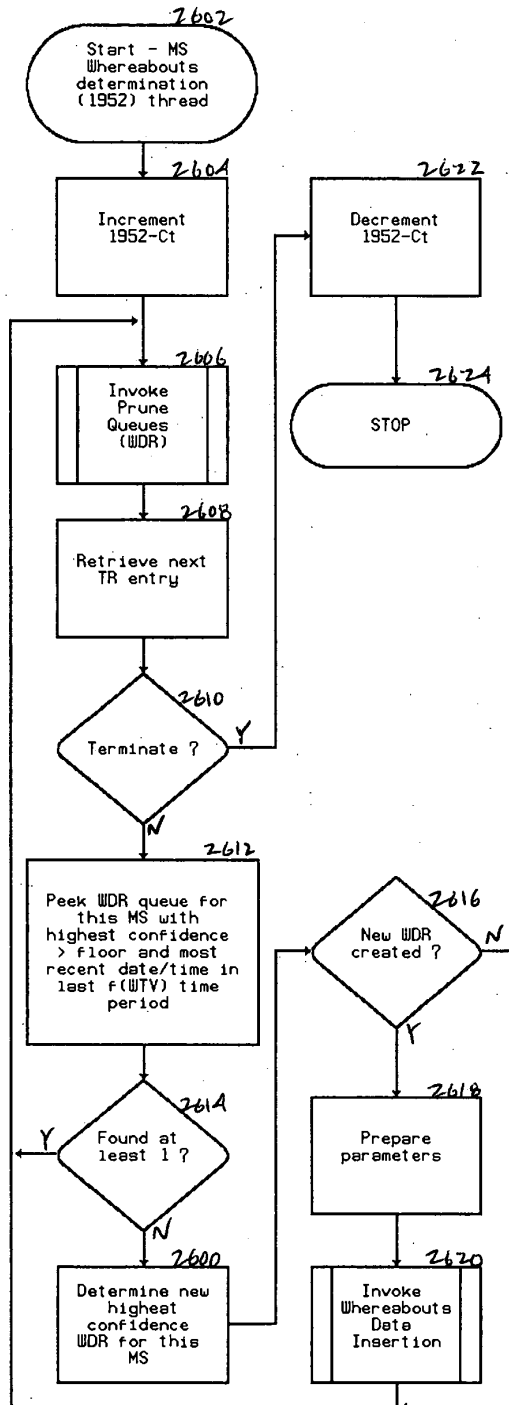 2602
Start - MS
Whereabouts
determination
(1952) thread
2604
Increment
1952-Ct
2622
Decrement
1952-Ct
2606
Invoke
Prune
Queues
(WDR)
2624
STOP
2608
Retrieve next
TR entry
2610
Terminate ?
Y
N
2612
Peek WDR queue for
this MS with
highest confidence
> floor and most
recent date/time in
last f(WTV) time
period
2616
New WDR
created ?
N
Y
2614
Found at
least 1 ?
Y
N
2618
Prepare
parameters
2600
Determine new
highest
confidence
WDR for this
MS
2620
Invoke
Whereabouts
Data
Insertion